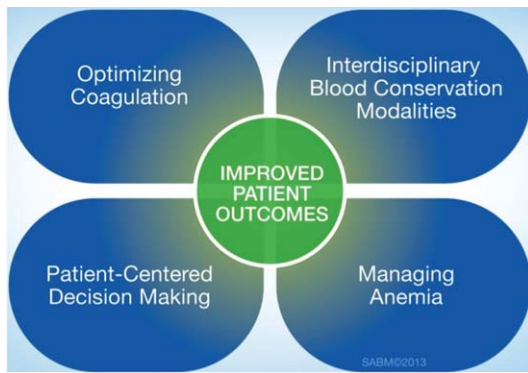 Optimizing
Coagulation
Interdisciplinary
Blood Conservation
Modalities
IMPROVED
PATIENT
OUTCOMES
Patient-Centered
Decision Making
Managing
Anemia
SABM©2013